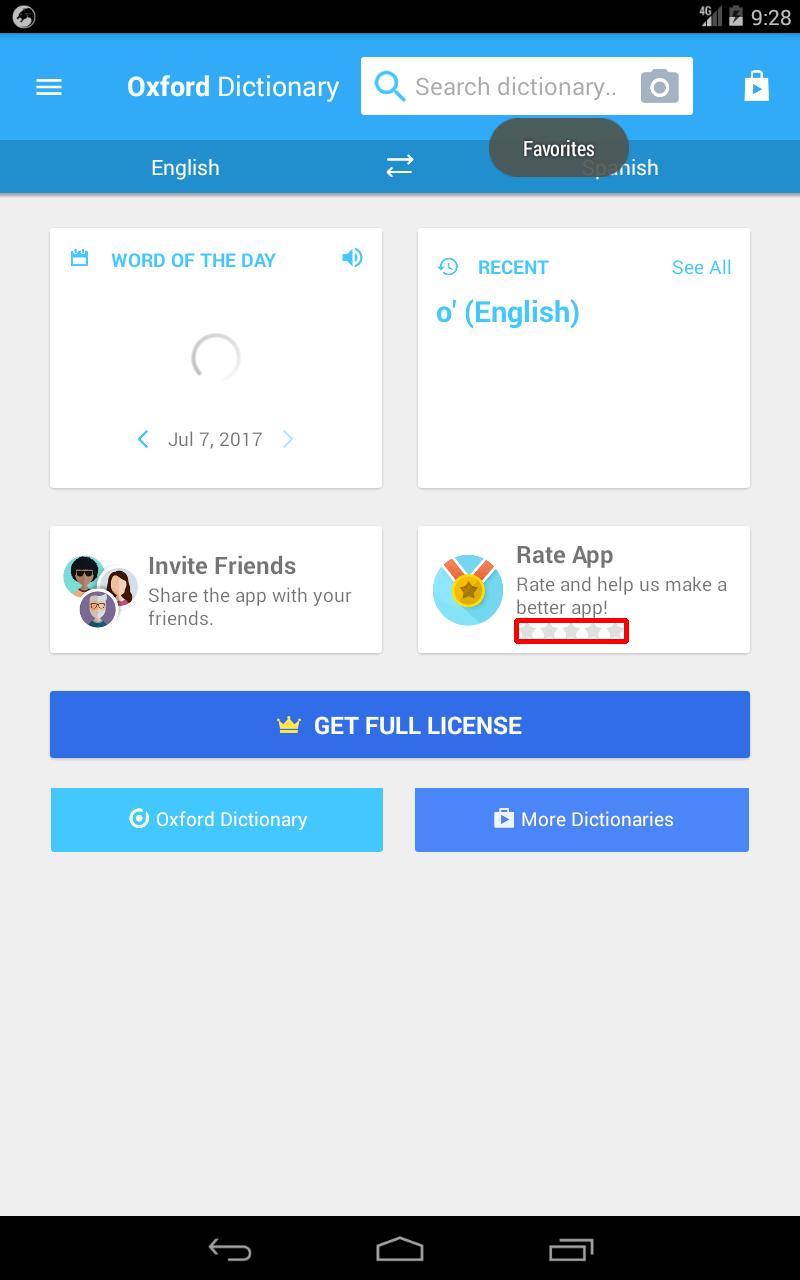 4G 9:28
Oxford Dictionary
Search dictionary..
Favorites
English
Spanish
WORD OF THE DAY
Jul 7, 2017
RECENT
See All
o' (English)
Invite Friends
Share the app with your
friends.
Rate App
Rate and help us make a
better app!
GET FULL LICENSE
Oxford Dictionary
More Dictionaries